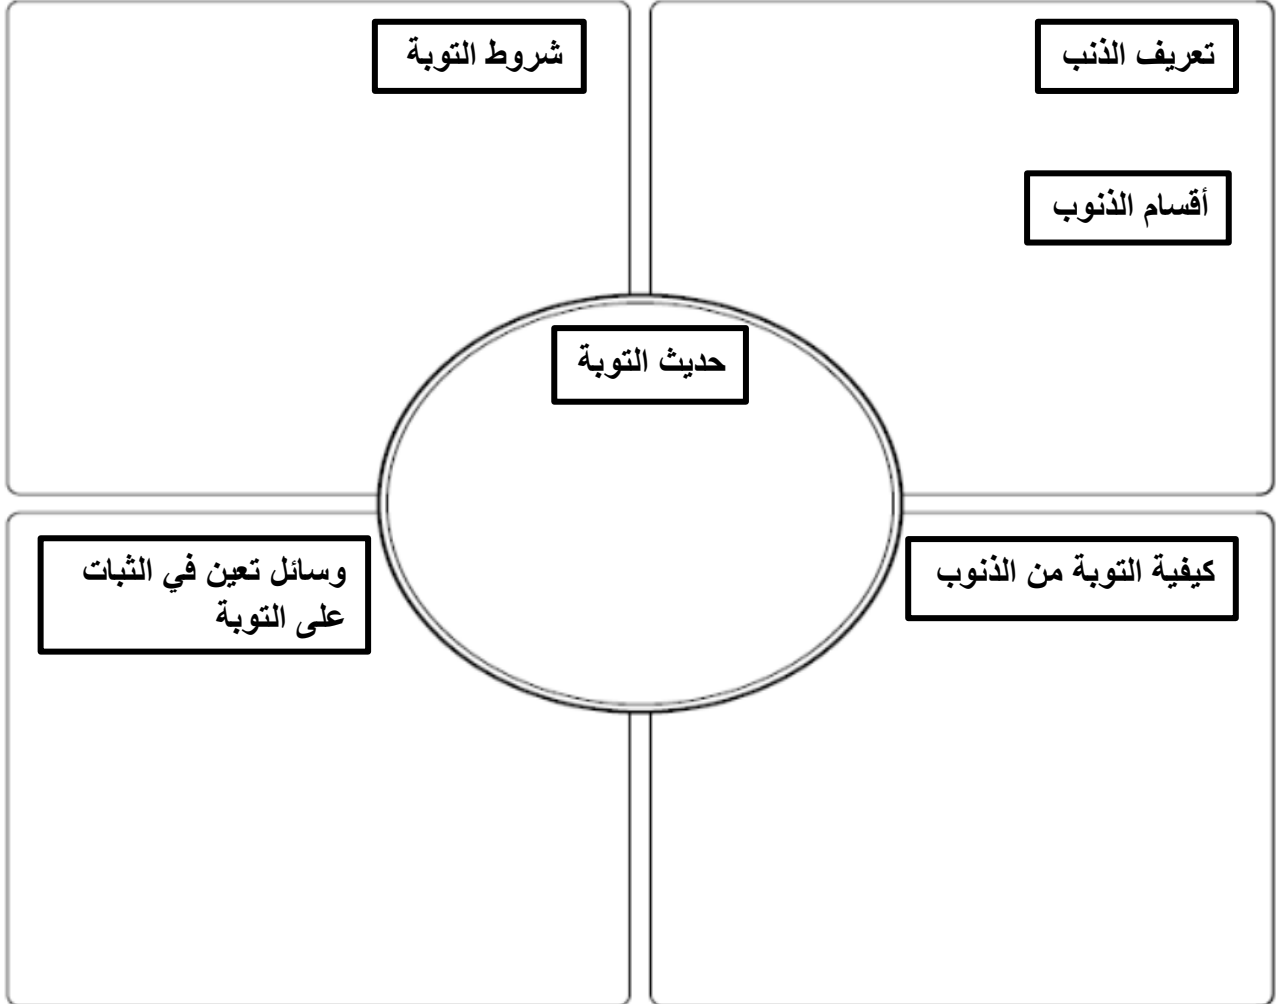 تعريف الذنب
شروط التوبة
أقسام الذنوب
حديث التوبة
كيفية التوبة من الذنوب
وسائل تعين في الثبات
على التوبة